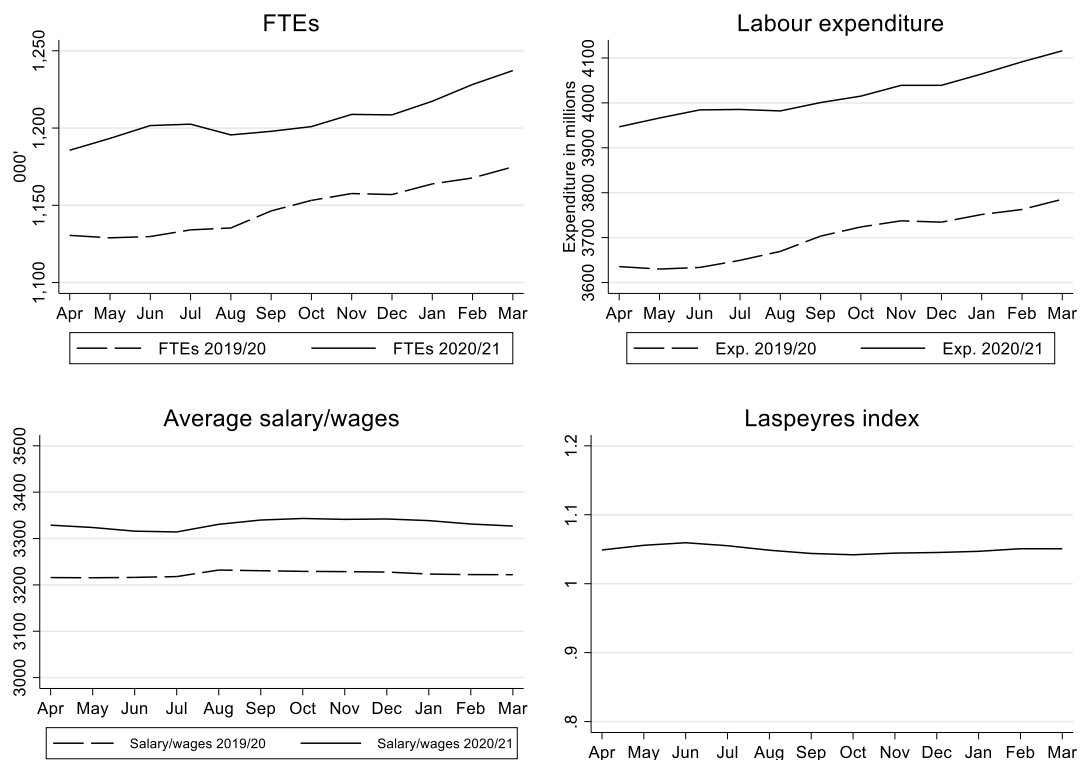 FTEs
1,250
1,200
1,150
1,100
000'
Apr May Jun Jul Aug Sep Oct Nov Dec Jan Feb Mar
FTEs 2019/20 FTEs 2020/21
Labour expenditure
4100
4000
3900
3800
3700
3600
Expenditure in millions
Apr May Jun Jul Aug Sep Oct Nov Dec Jan Feb Mar
Exp. 2019/20 Exp. 2020/21
Average salary/wages
3500
3400
3300
3200
3100
3000
Apr May Jun Jul Aug Sep Oct Nov Dec Jan Feb Mar
Salary/wages 2019/20 Salary/wages 2020/21
Laspeyres index
1.2
1.1
1
.9
.8
Apr May Jun Jul Aug Sep Oct Nov Dec Jan Feb Mar